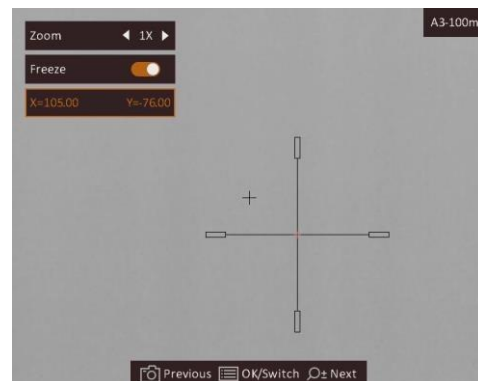 Zoom 1X
A3-100m
Freeze
X=105.00 Y=-76.00
Previous OK/Switch ± Next